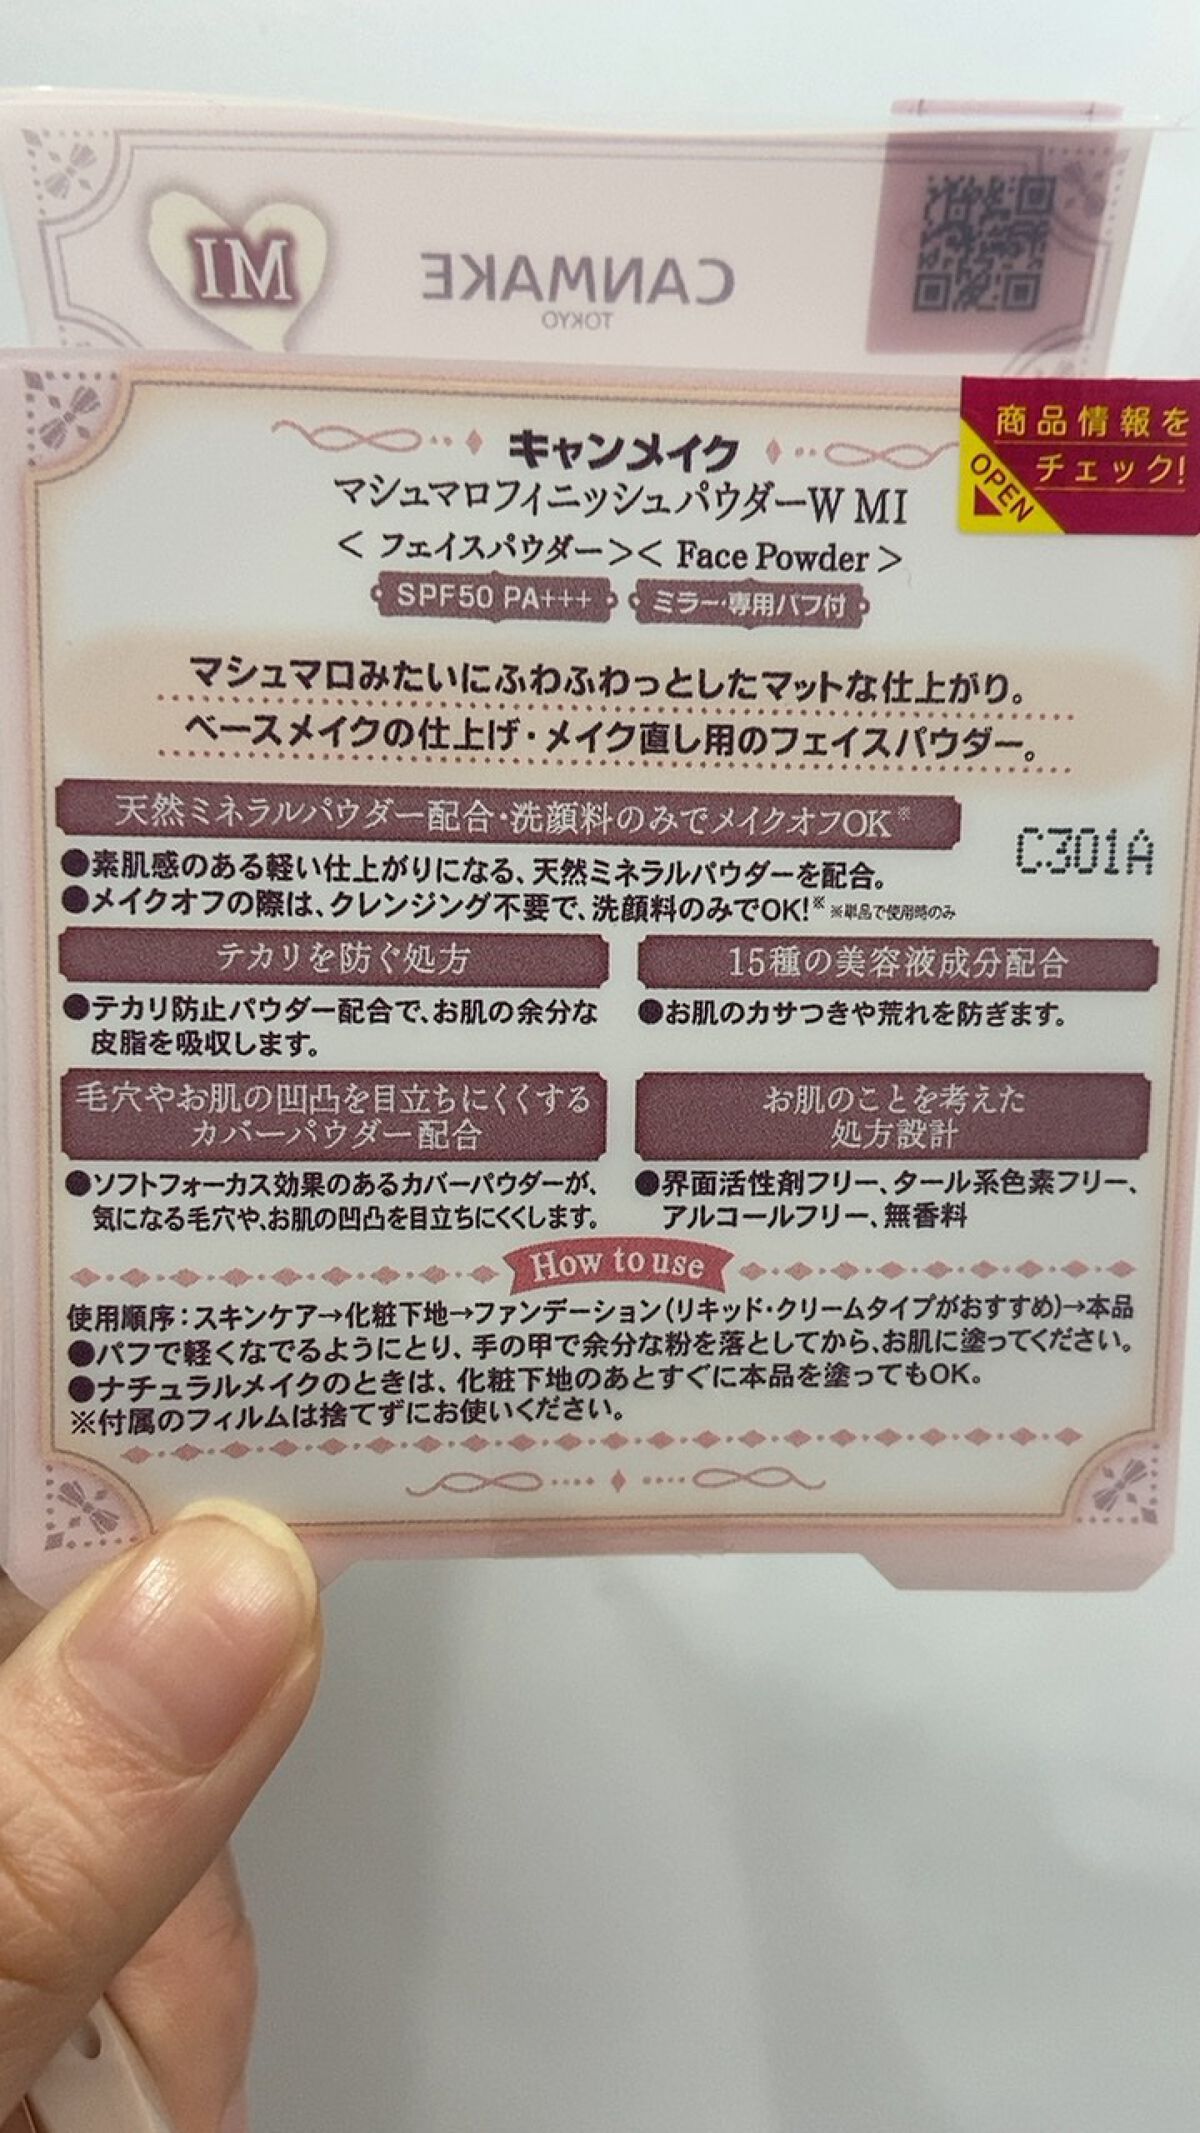 IM
CANMAKE
TOKYO
商品情報を
チェック!
OPEN
キャンメイク
マシュマロフィニッシュパウダーW MI
< フェイスパウダー >< Face Powder >
SPF50 PA+++ ミラー・専用パフ付
マシュマロみたいにふわふわっとしたマットな仕上がり。
ベースメイクの仕上げ・メイク直し用のフェイスパウダー。
天然ミネラルパウダー配合・洗顔料のみでメイクオフOK※
C301A
●素肌感のある軽い仕上がりになる、天然ミネラルパウダーを配合。
●メイクオフの際は、クレンジング不要で、洗顔料のみでOK!※ ※単品で使用時のみ
テカリを防ぐ処方
●テカリ防止パウダー配合で、お肌の余分な
皮脂を吸収します。
15種の美容液成分配合
●お肌のカサつきや荒れを防ぎます。
毛穴やお肌の凹凸を目立ちにくくする
カバーパウダー配合
●ソフトフォーカス効果のあるカバーパウダーが、
気になる毛穴や、お肌の凹凸を目立ちにくくします。
お肌のことを考えた
処方設計
●界面活性剤フリー、タール系色素フリー、
アルコールフリー、無香料
How to use
使用順序：スキンケア→化粧下地→ファンデーション(リキッド・クリームタイプがおすすめ)→本品
●パフで軽くなでるようにとり、手の甲で余分な粉を落としてから、お肌に塗ってください。
●ナチュラルメイクのときは、化粧下地のあとすぐに本品を塗ってもOK。
※付属のフィルムは捨てずにお使いください。